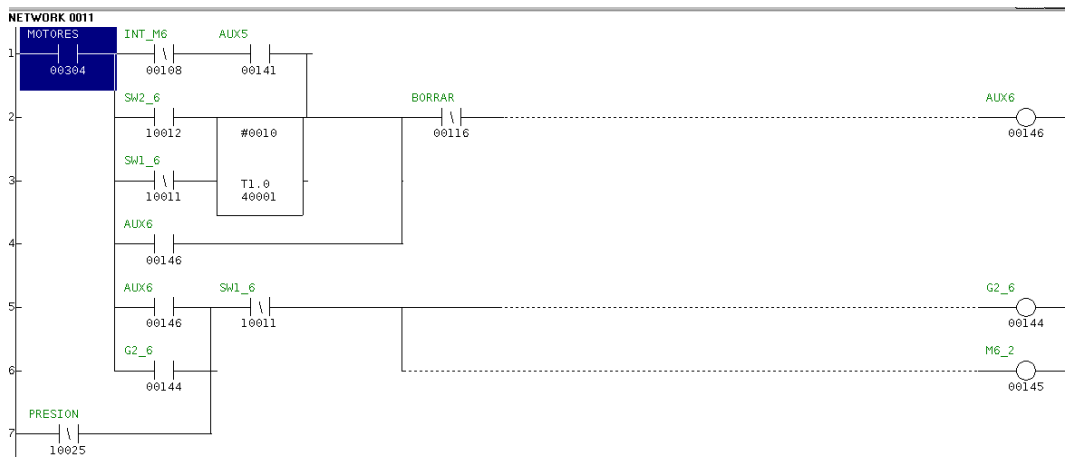 NETWORK 0011
MOTORES INT_M6 AUX5
1
00304 00108 00141
SW2_6 BORRAR AUX6
2
10012 #0010 00116 00146
SW1_6
3 T1.0
10011 40001
AUX6
4
00146
AUX6 SW1_6 G2_6
5
00146 10011 00144
G2_6 M6_2
6
00144 00145
PRESION
7
10025